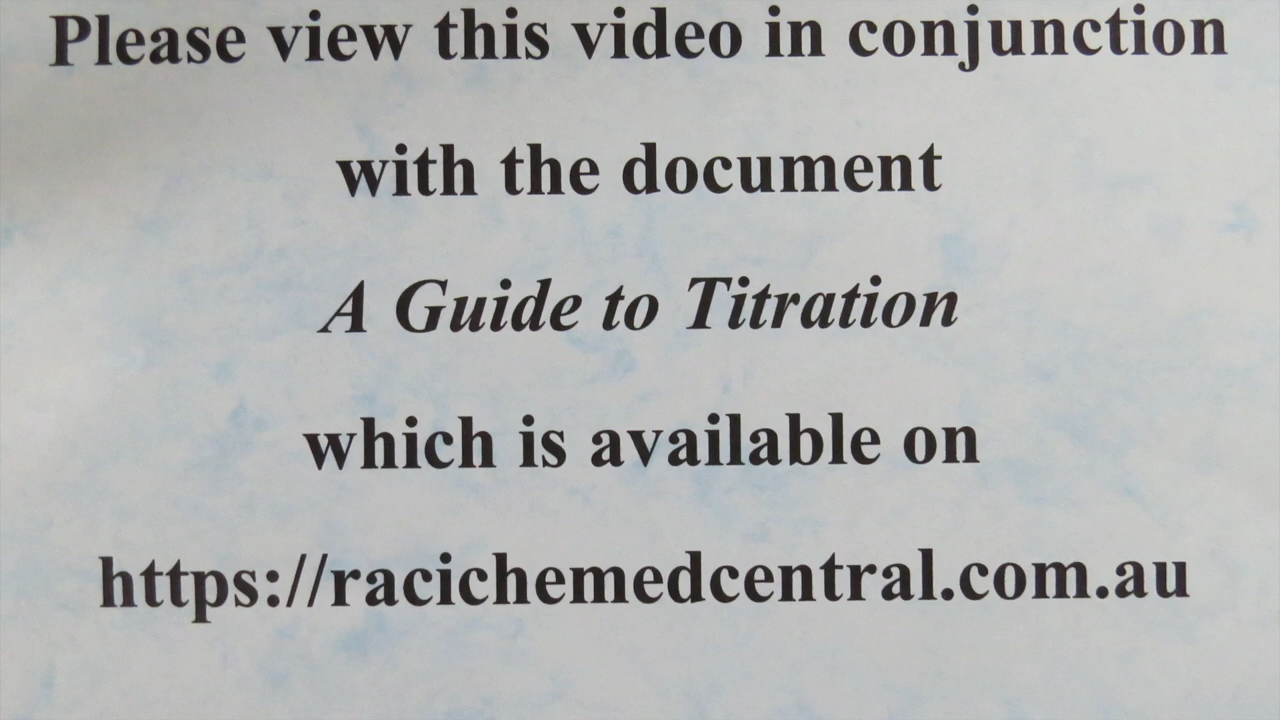 Please view this video in conjunction
with the document
A Guide to Titration
which is available on
https://racichemedcentral.com.au